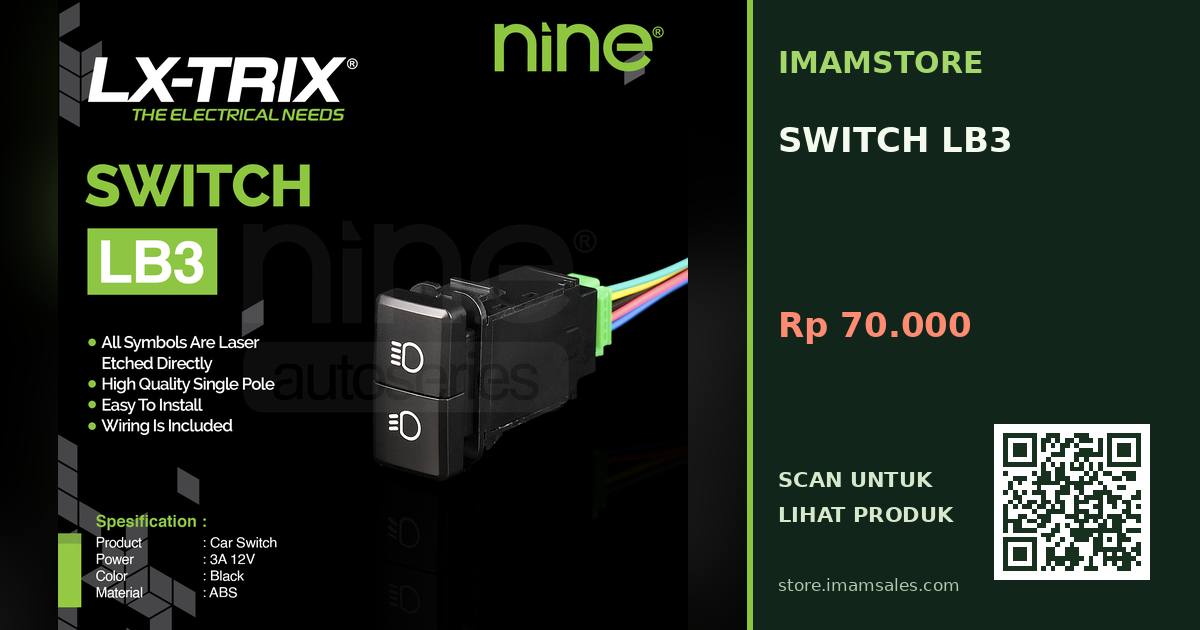 LX-TRIX®
THE ELECTRICAL NEEDS
nine®
SWITCH
LB3
nine®
autoseries
All Symbols Are Laser
Etched Directly
High Quality Single Pole
Easy To Install
Wiring Is Included
Spesification :
Product : Car Switch
Power : 3A 12V
Color : Black
Material : ABS
IMAMSTORE
SWITCH LB3
Rp 70.000
SCAN UNTUK
LIHAT PRODUK
store.imamsales.com